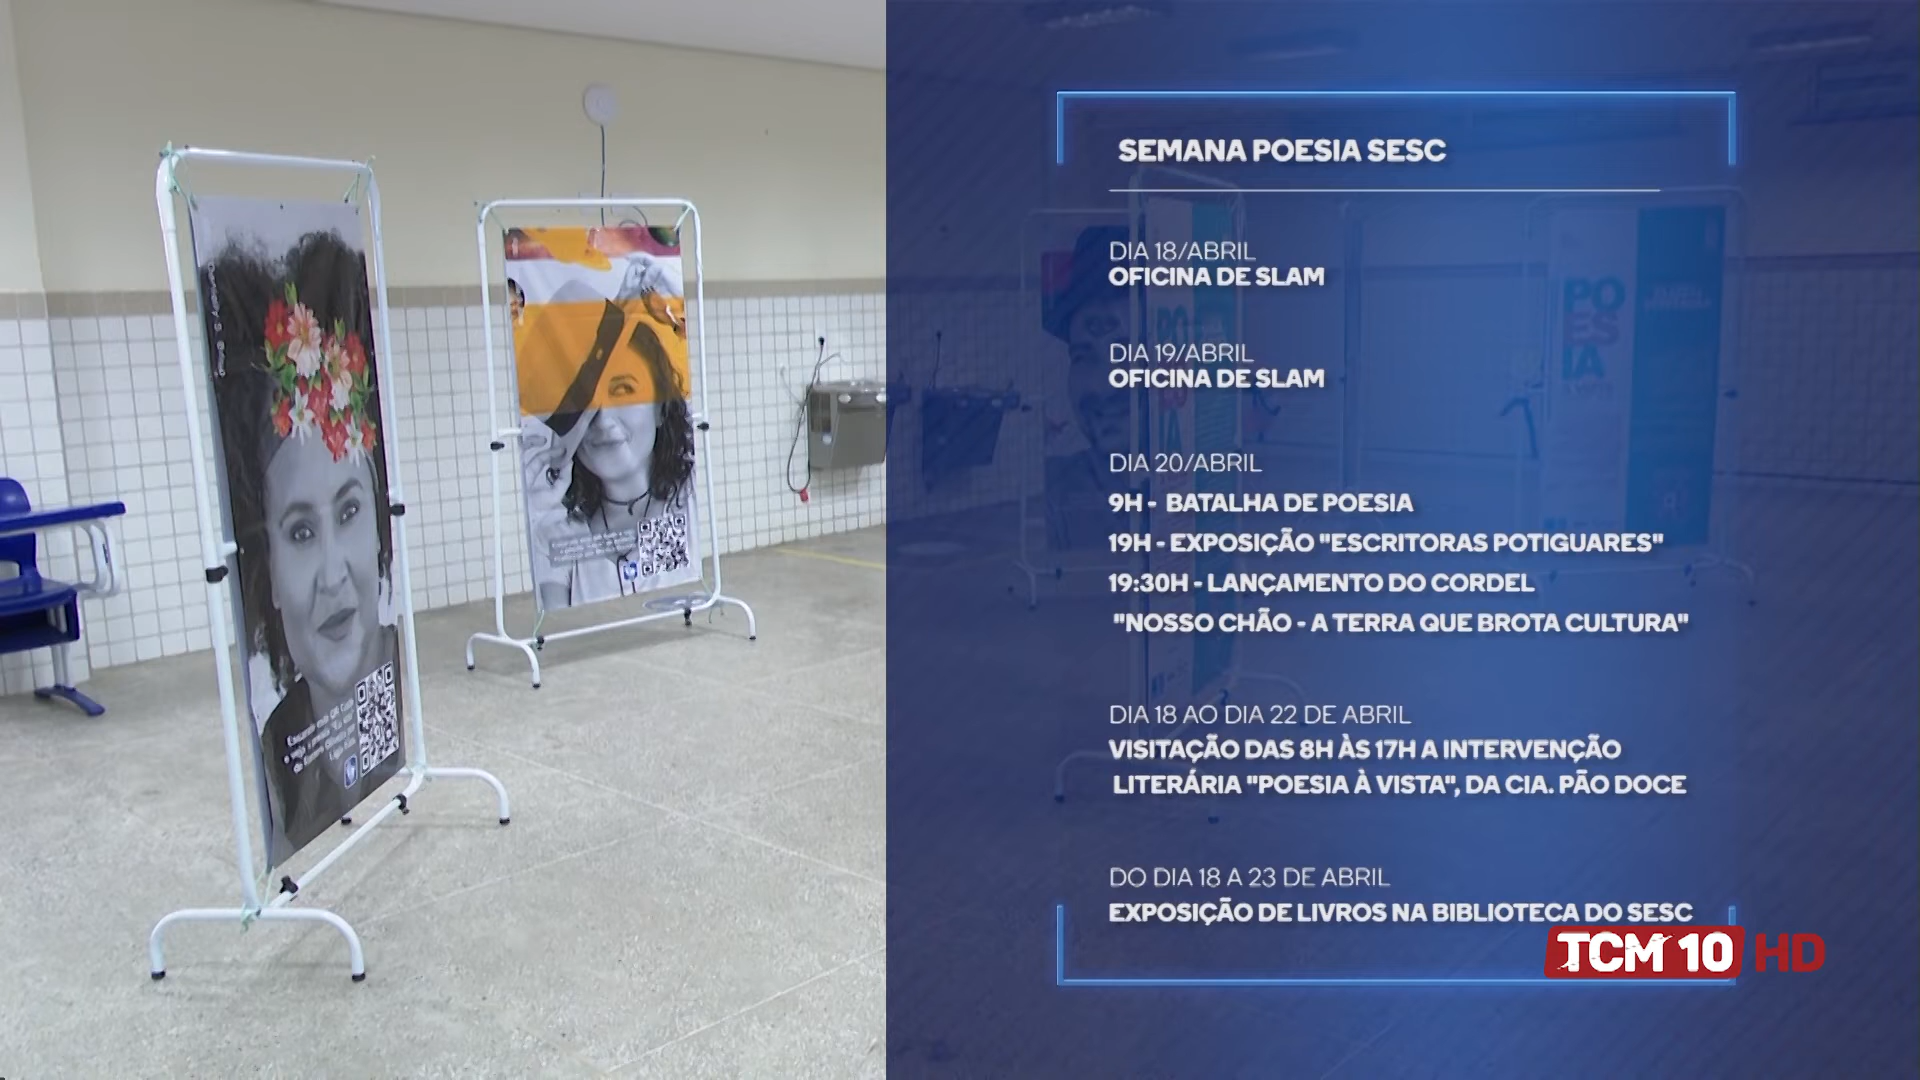 SEMANA POESIA SESC
DIA 18/ABRIL
OFICINA DE SLAM
DIA 19/ABRIL
OFICINA DE SLAM
DIA 20/ABRIL
9H - BATALHA DE POESIA
19H - EXPOSIÇÃO "ESCRITORAS POTIGUARES"
19:30H - LANÇAMENTO DO CORDEL
"NOSSO CHÃO - A TERRA QUE BROTA CULTURA"
DIA 18 AO DIA 22 DE ABRIL
VISITAÇÃO DAS 8H ÀS 17H A INTERVENÇÃO
LITERÁRIA "POESIA À VISTA", DA CIA. PÃO DOCE
DO DIA 18 A 23 DE ABRIL
EXPOSIÇÃO DE LIVROS NA BIBLIOTECA DO SESC
TCM 10 HD
PO
ES
IA